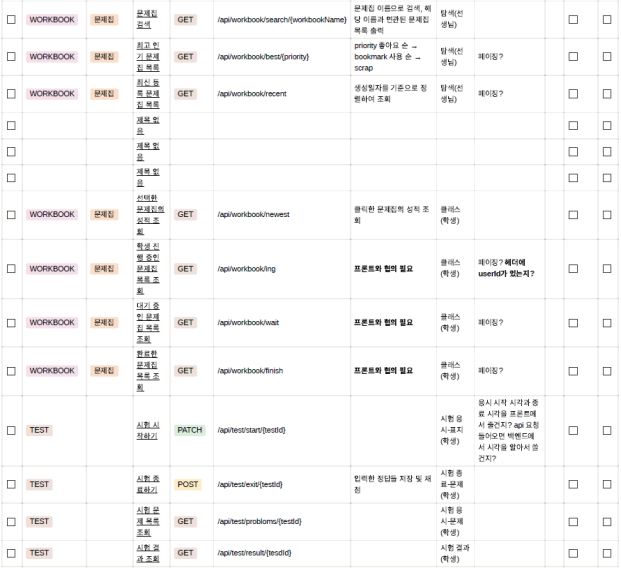 WORKBOOK 문제집 문제집 검색 GET /api/workbook/search/{workbookName} 문제집 이름으로 검색, 해당 이름과 연관된 문제집 목록 출력 탐색(선생님)
WORKBOOK 문제집 최고 인기 문제집 목록 GET /api/workbook/best/{priority} priority 좋아요 순 → bookmark 사용 순 → scrap 탐색(선생님) 페이징?
WORKBOOK 문제집 최신 등록 문제집 목록 GET /api/workbook/recent 생성일자를 기준으로 정렬하여 조회 탐색(선생님) 페이징?
제목 없음
제목 없음
제목 없음
WORKBOOK 문제집 선택한 문제집의 성적 조회 GET /api/workbook/newest 클릭한 문제집의 성적 조회 클래스(학생)
WORKBOOK 문제집 학생 진행 중인 문제집 목록 조회 GET /api/workbook/ing 프론트와 협의 필요 클래스(학생) 페이징? 헤더에 userId가 있는지?
WORKBOOK 문제집 대기 중인 문제집 목록 조회 GET /api/workbook/wait 프론트와 협의 필요 클래스(학생) 페이징?
WORKBOOK 문제집 완료한 문제집 목록 조회 GET /api/workbook/finish 프론트와 협의 필요 클래스(학생) 페이징?
TEST 시험 시작하기 PATCH /api/test/start/{testId} 시험 응시-표지(학생) 응시 시작 시각과 종료 시각을 프론트에서 줄건지? api 요청 들어오면 백엔드에서 시각을 알아서 쓸건지?
TEST 시험 종료하기 POST /api/test/exit/{testId} 입력한 정답들 저장 및 채점 시험 종료-문제(학생)
TEST 시험 문제 목록 조회 GET /api/test/probloms/{testId} 시험 응시-문제(학생)
TEST 시험 결과 조회 GET /api/test/result/{tesdId} 시험 결과(학생)